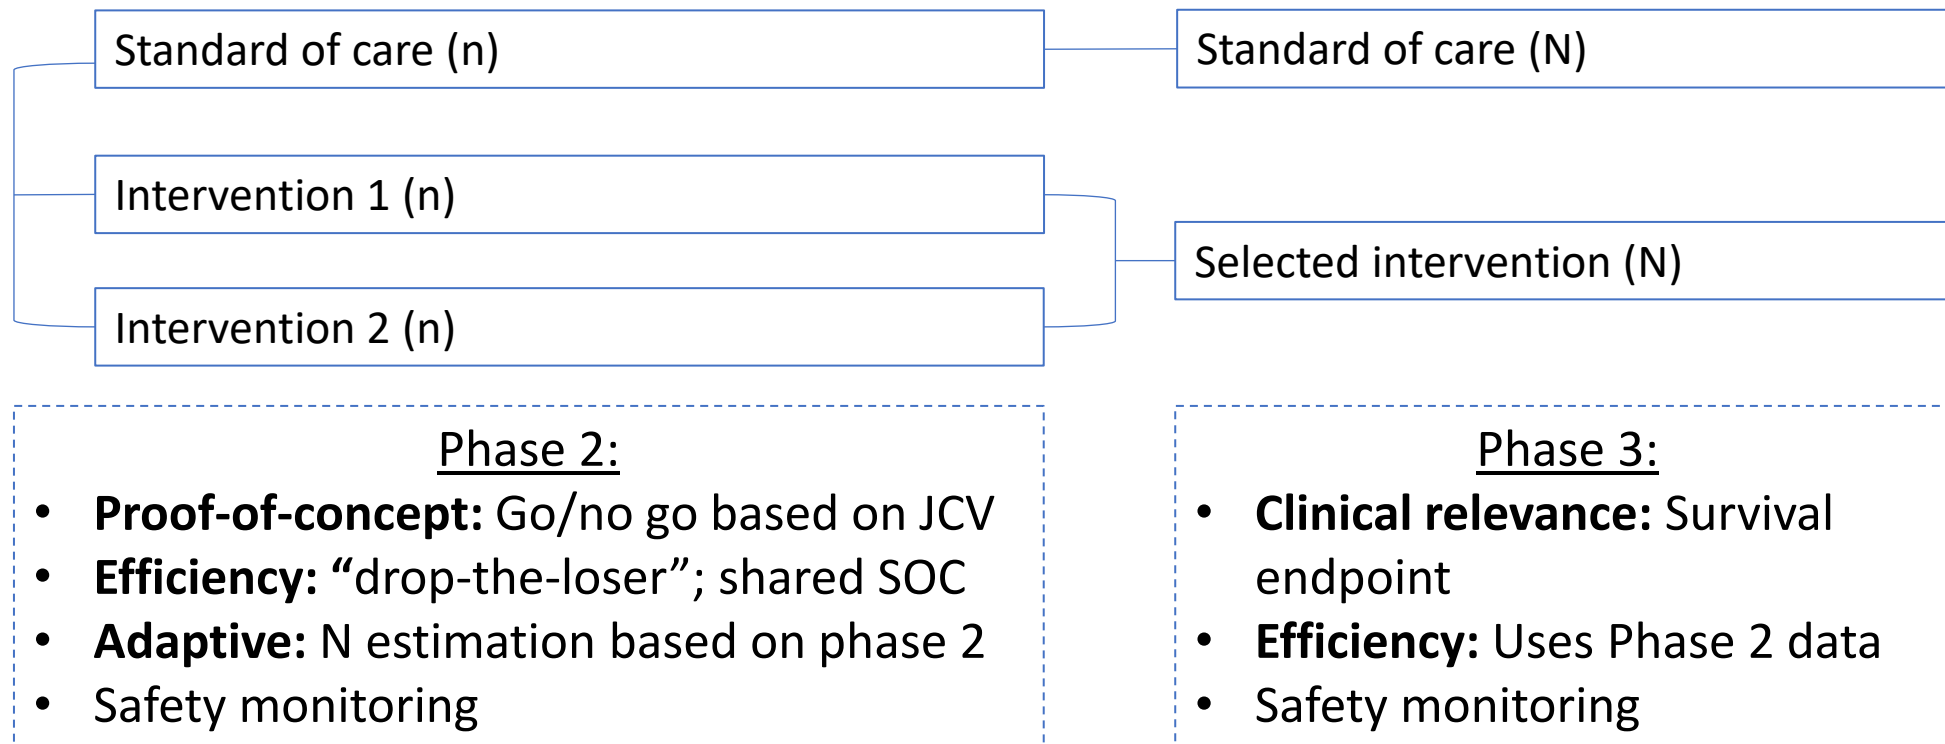 Standard of care (n)
Standard of care (N)
Intervention 1 (n)
Selected intervention (N)
Intervention 2 (n)
Phase 2:
• Proof-of-concept: Go/no go based on JCV
• Efficiency: “drop-the-loser”; shared SOC
• Adaptive: N estimation based on phase 2
• Safety monitoring
Phase 3:
• Clinical relevance: Survival
endpoint
• Efficiency: Uses Phase 2 data
• Safety monitoring